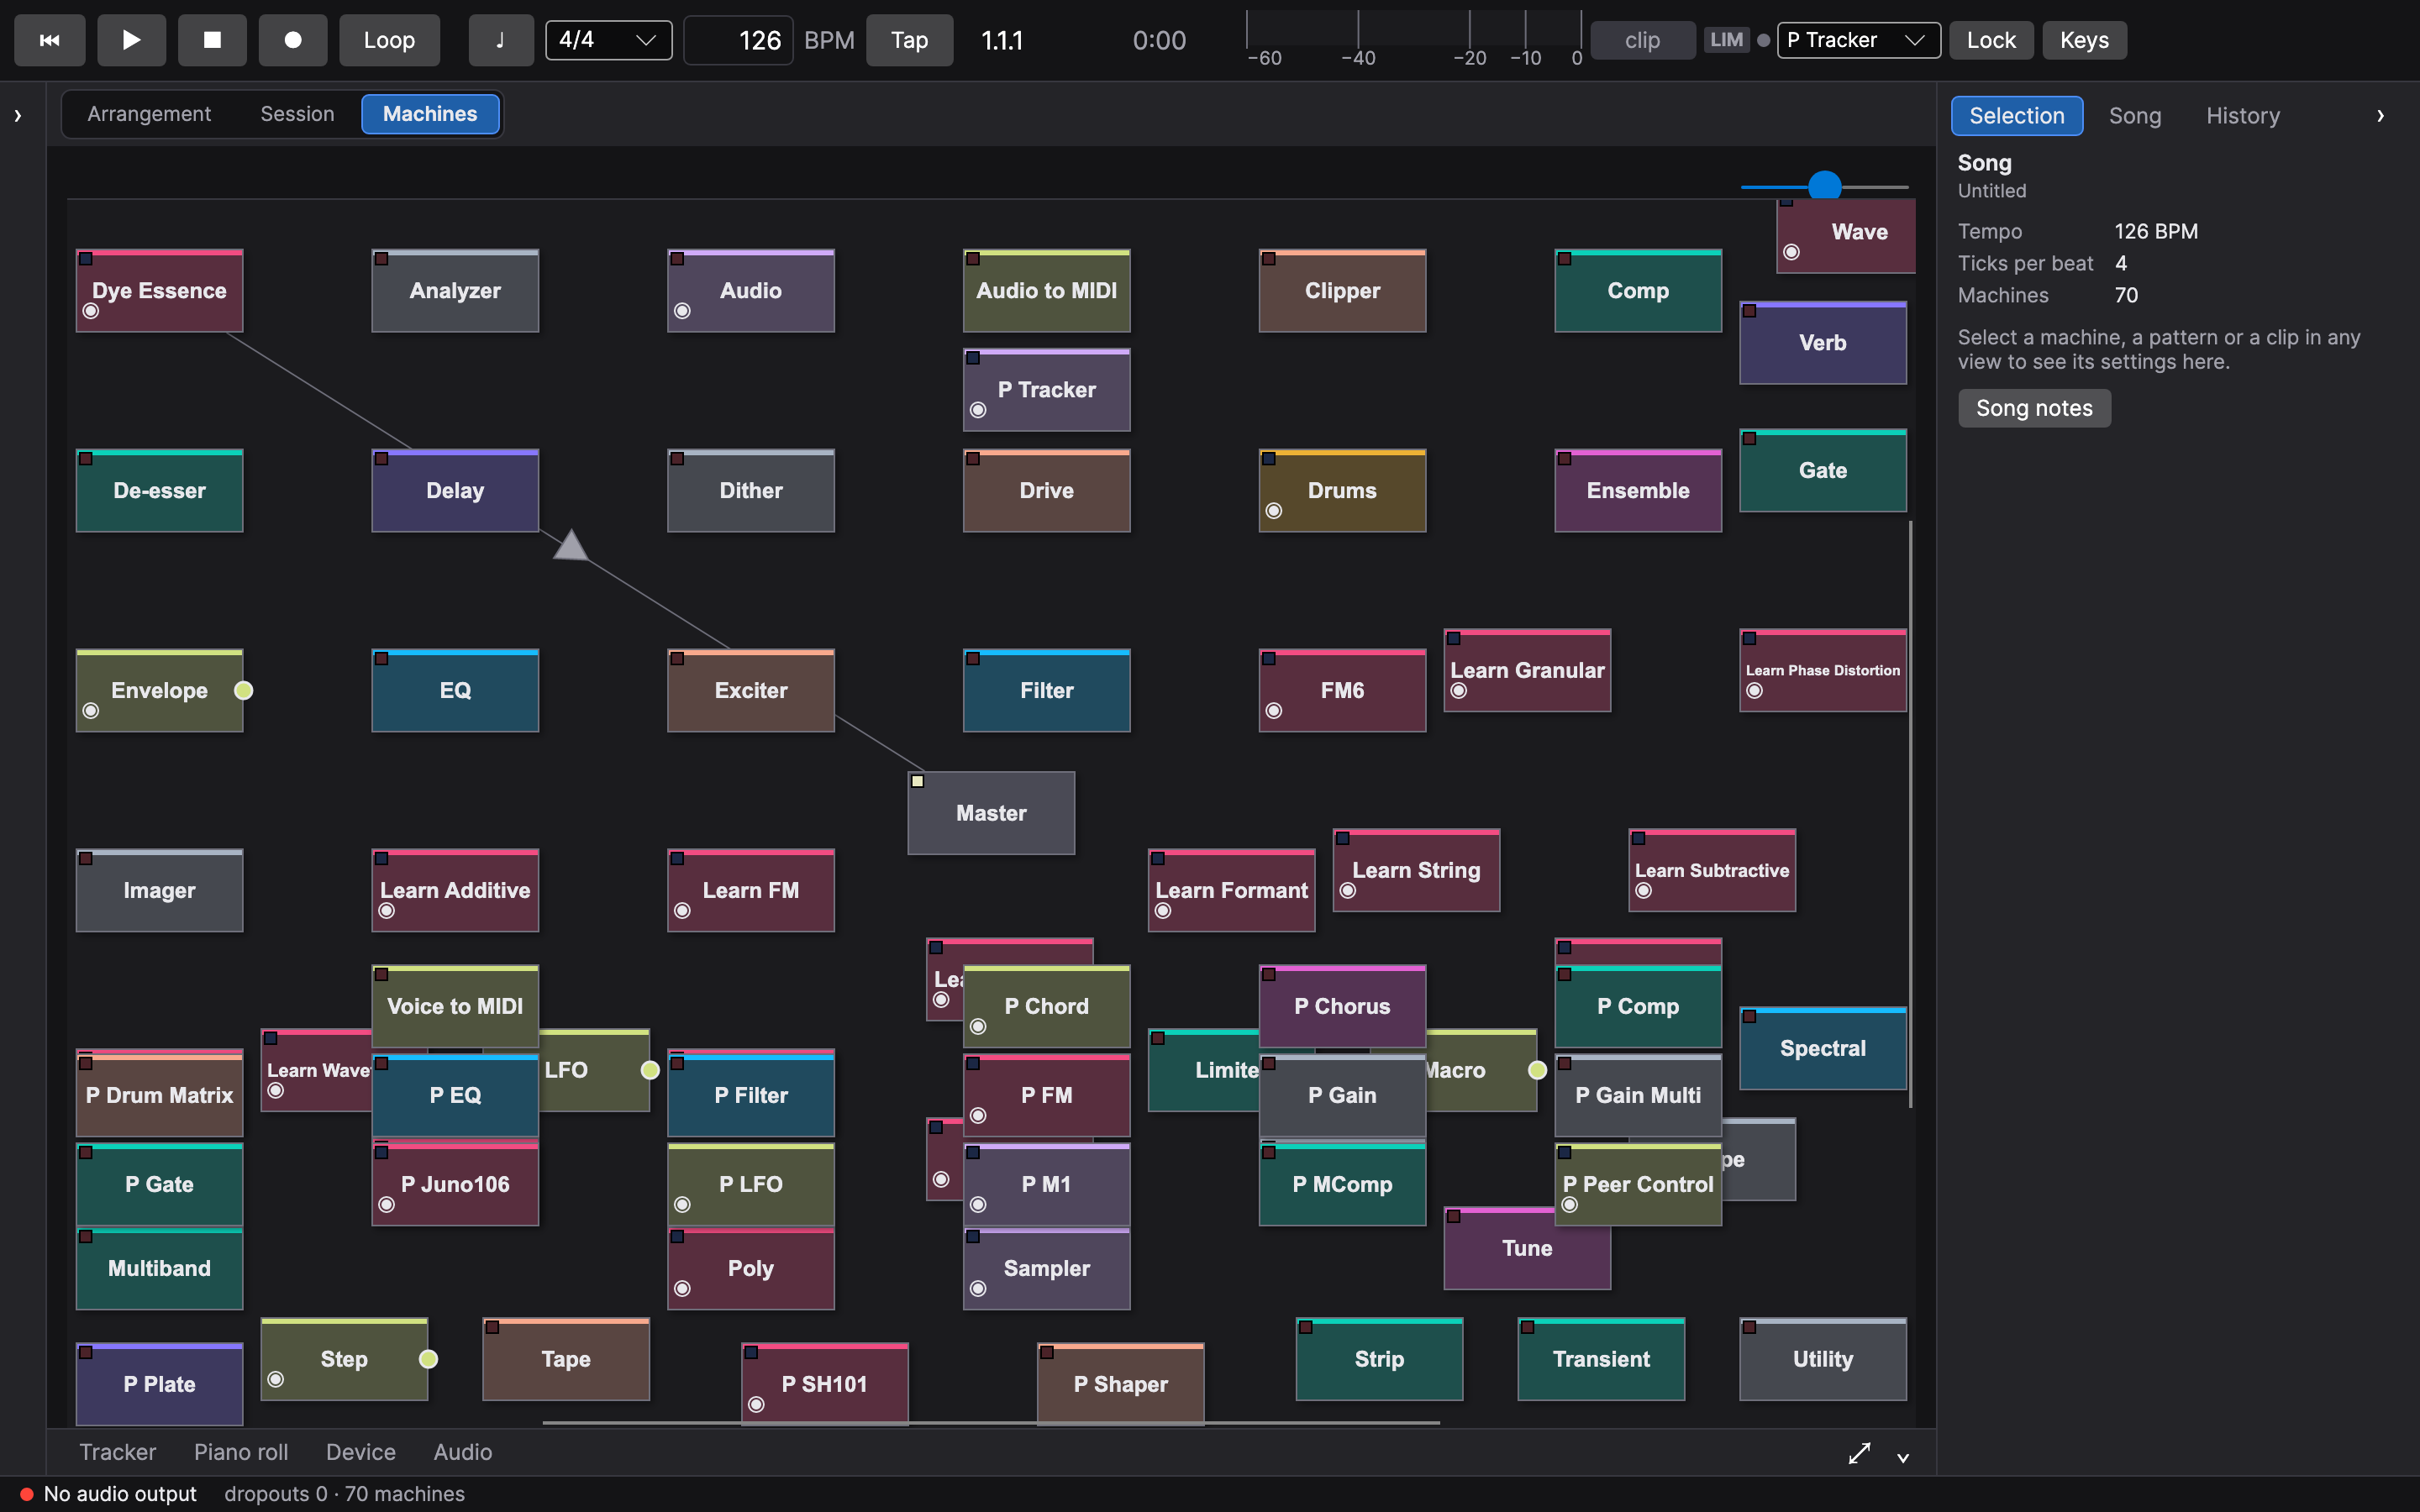 Loop
4/4
126 BPM
Tap
1.1.1
0:00
−60 −40 −20 −10 0
clip
LIM
P Tracker
Lock
Keys
Arrangement Session Machines
Selection Song History
Song
Untitled
Tempo 126 BPM
Ticks per beat 4
Machines 70
Select a machine, a pattern or a clip in any
view to see its settings here.
Song notes
Wave
Dye Essence
Analyzer
Audio
Audio to MIDI
Clipper
Comp
Verb
P Tracker
De-esser
Delay
Dither
Drive
Drums
Ensemble
Gate
Envelope
EQ
Exciter
Filter
FM6
Learn Granular
Learn Phase Distortion
Master
Imager
Learn Additive
Learn FM
Learn Formant
Learn String
Learn Subtractive
Lea
Voice to MIDI
P Chord
P Chorus
P Comp
Spectral
Learn Wave
LFO
Limite
Macro
P Drum Matrix
P EQ
P Filter
P FM
P Gain
P Gain Multi
pe
P Gate
P Juno106
P LFO
P M1
P MComp
P Peer Control
Multiband
Poly
Sampler
Tune
Step
Tape
Strip
Transient
Utility
P Plate
P SH101
P Shaper
Tracker Piano roll Device Audio
No audio output dropouts 0 · 70 machines